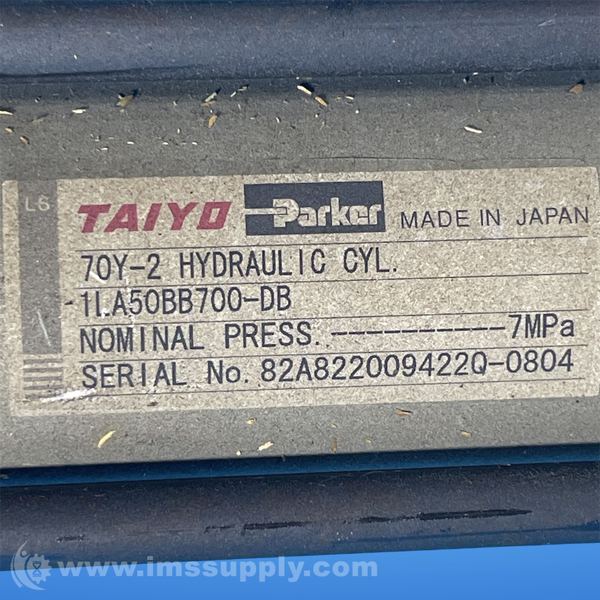 L6
TAIYO Parker MADE IN JAPAN
70Y-2 HYDRAULIC CYL.
1LA50BB700-DB
NOMINAL PRESS.----------7MPa
SERIAL No. 82A822009422Q-0804
www.imssupply.com